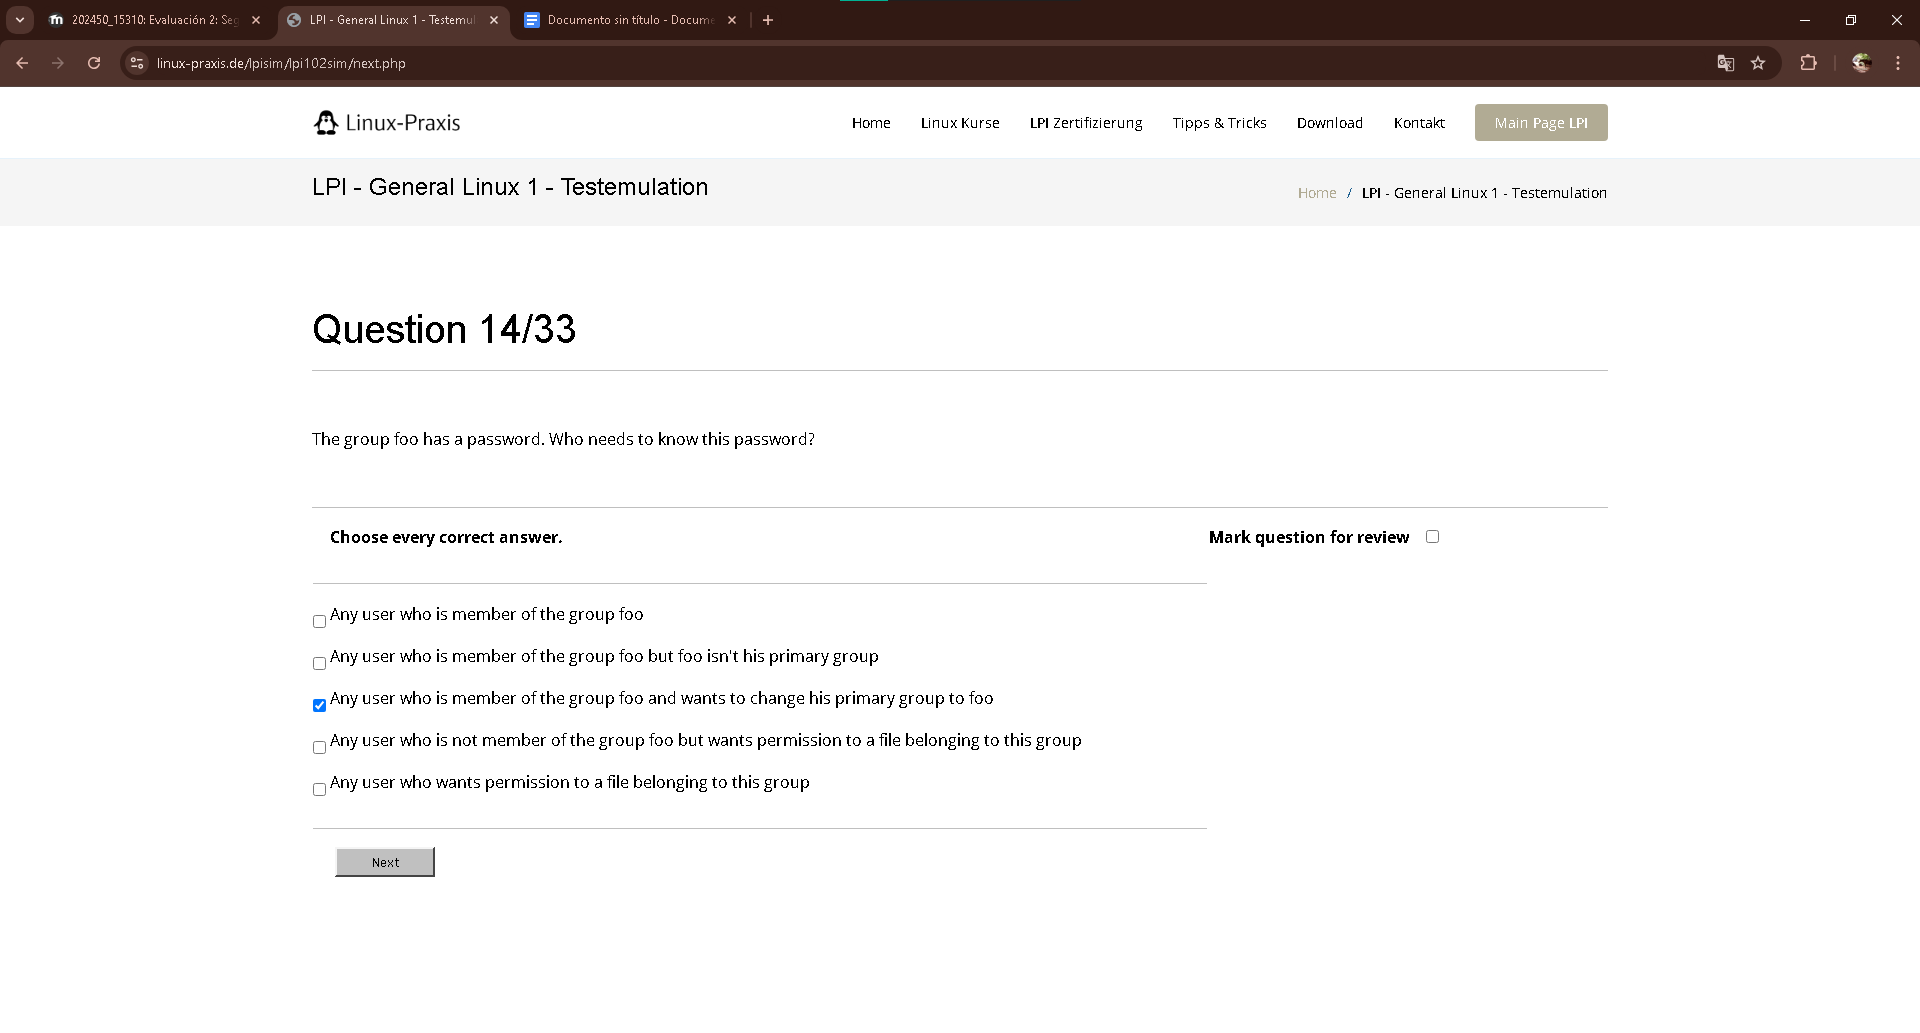 202450_15310: Evaluación 2: Seg
LPI - General Linux 1 - Testemul
Documento sin título - Docume
linux-praxis.de/lpisim/lpi102sim/next.php
Linux-Praxis
Home
Linux Kurse
LPI Zertifizierung
Tipps & Tricks
Download
Kontakt
Main Page LPI
LPI - General Linux 1 - Testemulation
Home / LPI - General Linux 1 - Testemulation
Question 14/33
The group foo has a password. Who needs to know this password?
Choose every correct answer.
Mark question for review
Any user who is member of the group foo
Any user who is member of the group foo but foo isn't his primary group
Any user who is member of the group foo and wants to change his primary group to foo
Any user who is not member of the group foo but wants permission to a file belonging to this group
Any user who wants permission to a file belonging to this group
Next